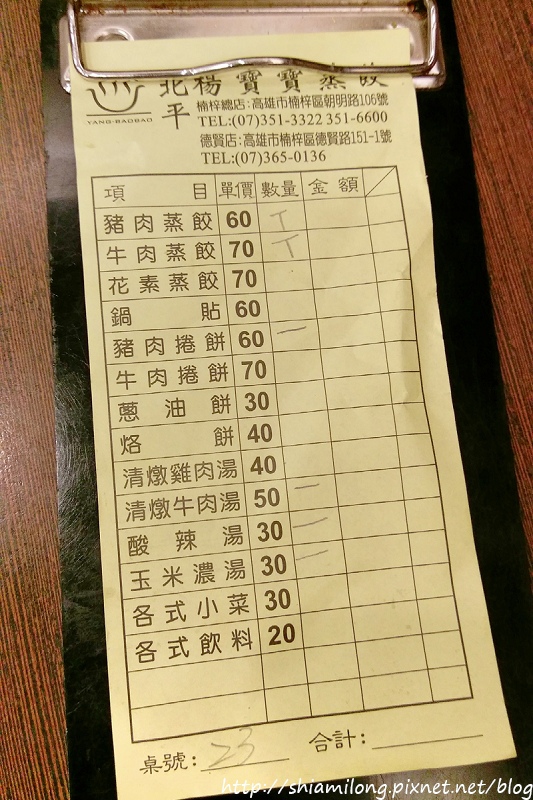 北平 楊寶寶蒸餃
YANG-BAOBAO
楠梓總店:高雄市楠梓區朝明路106號
TEL:(07)351-3322 351-6600
德賢店:高雄市楠梓區德賢路151-1號
TEL:(07)365-0136
項目 單價 數量 金額
豬肉蒸餃 60 T
牛肉蒸餃 70 T
花素蒸餃 70
鍋貼 60
豬肉捲餅 60 一
牛肉捲餅 70
蔥油餅 30
烙餅 40
清燉雞肉湯 40
清燉牛肉湯 50 一
酸辣湯 30 一
玉米濃湯 30 一
各式小菜 30
各式飲料 20
桌號: 23 合計:
http://shiamilong.pixnet.net/blog